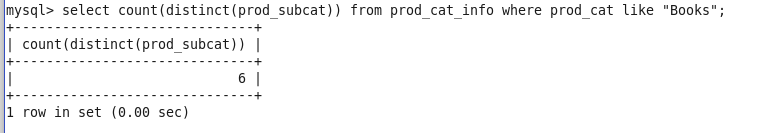 mysql> select count(distinct(prod_subcat)) from prod_cat_info where prod_cat like "Books";
+------------------------------+
| count(distinct(prod_subcat)) |
+------------------------------+
|                            6 |
+------------------------------+
1 row in set (0.00 sec)